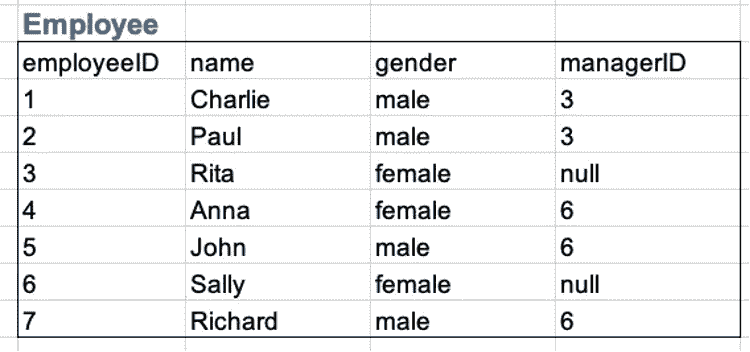 Employee
employeeID name gender managerID
1 Charlie male 3
2 Paul male 3
3 Rita female null
4 Anna female 6
5 John male 6
6 Sally female null
7 Richard male 6